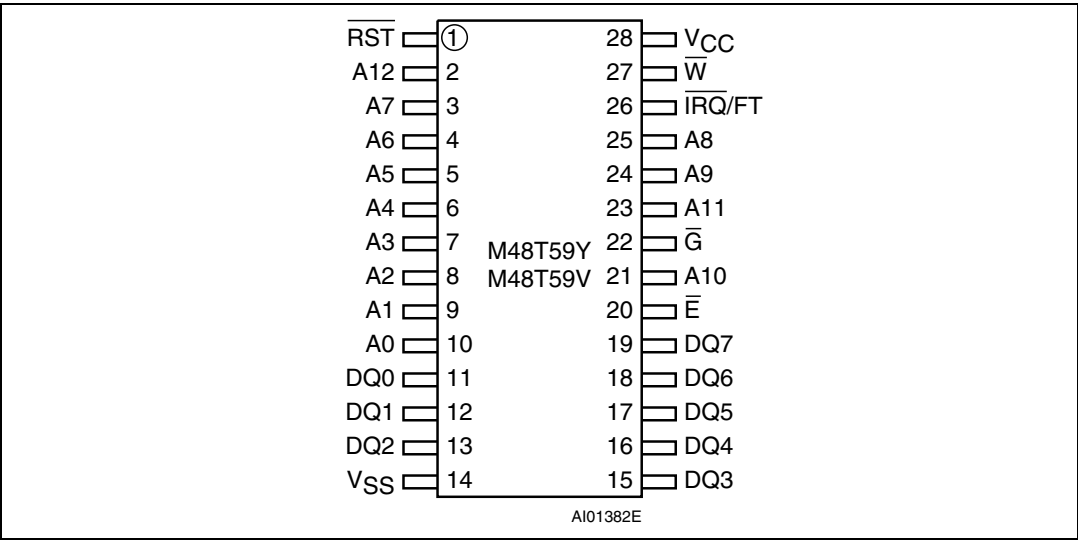 R̅S̅T̅ 1 28 VCC
A12 2 27 W̅
A7 3 26 I̅R̅Q̅/FT
A6 4 25 A8
A5 5 24 A9
A4 6 23 A11
A3 7 M48T59Y 22 G̅
A2 8 M48T59V 21 A10
A1 9 20 E̅
A0 10 19 DQ7
DQ0 11 18 DQ6
DQ1 12 17 DQ5
DQ2 13 16 DQ4
VSS 14 15 DQ3
AI01382E